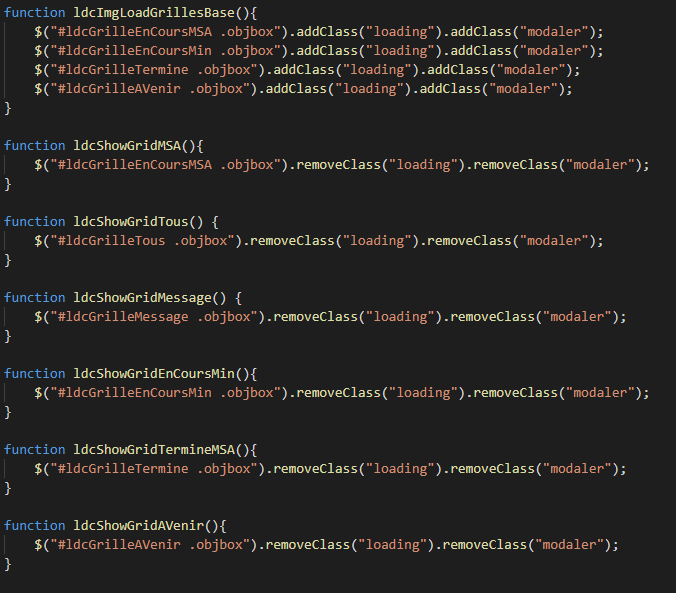 function ldcImgLoadGrillesBase(){
$("#ldcGrilleEnCoursMSA .objbox").addClass("loading").addClass("modaler");
$("#ldcGrilleEnCoursMin .objbox").addClass("loading").addClass("modaler");
$("#ldcGrilleTermine .objbox").addClass("loading").addClass("modaler");
$("#ldcGrilleAVenir .objbox").addClass("loading").addClass("modaler");
}
function ldcShowGridMSA(){
$("#ldcGrilleEnCoursMSA .objbox").removeClass("loading").removeClass("modaler");
}
function ldcShowGridTous() {
$("#ldcGrilleTous .objbox").removeClass("loading").removeClass("modaler");
}
function ldcShowGridMessage() {
$("#ldcGrilleMessage .objbox").removeClass("loading").removeClass("modaler");
}
function ldcShowGridEnCoursMin(){
$("#ldcGrilleEnCoursMin .objbox").removeClass("loading").removeClass("modaler");
}
function ldcShowGridTermineMSA(){
$("#ldcGrilleTermine .objbox").removeClass("loading").removeClass("modaler");
}
function ldcShowGridAVenir(){
$("#ldcGrilleAVenir .objbox").removeClass("loading").removeClass("modaler");
}